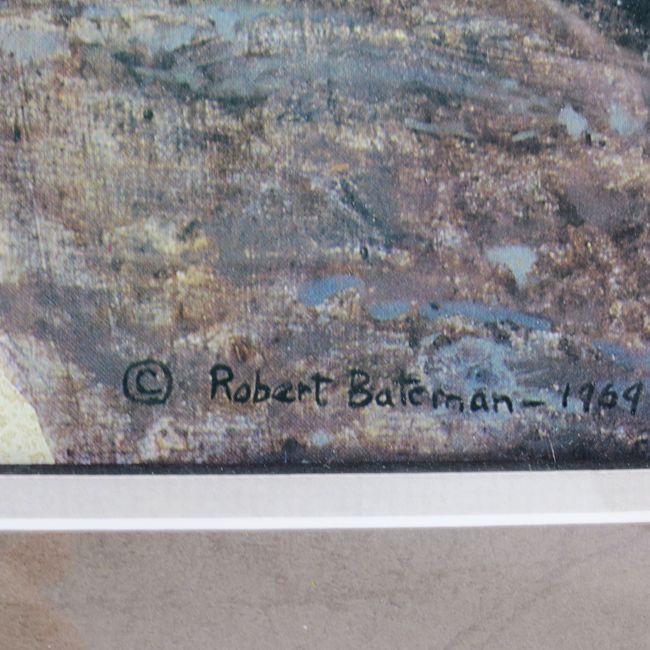 © Robert Bateman – 1969